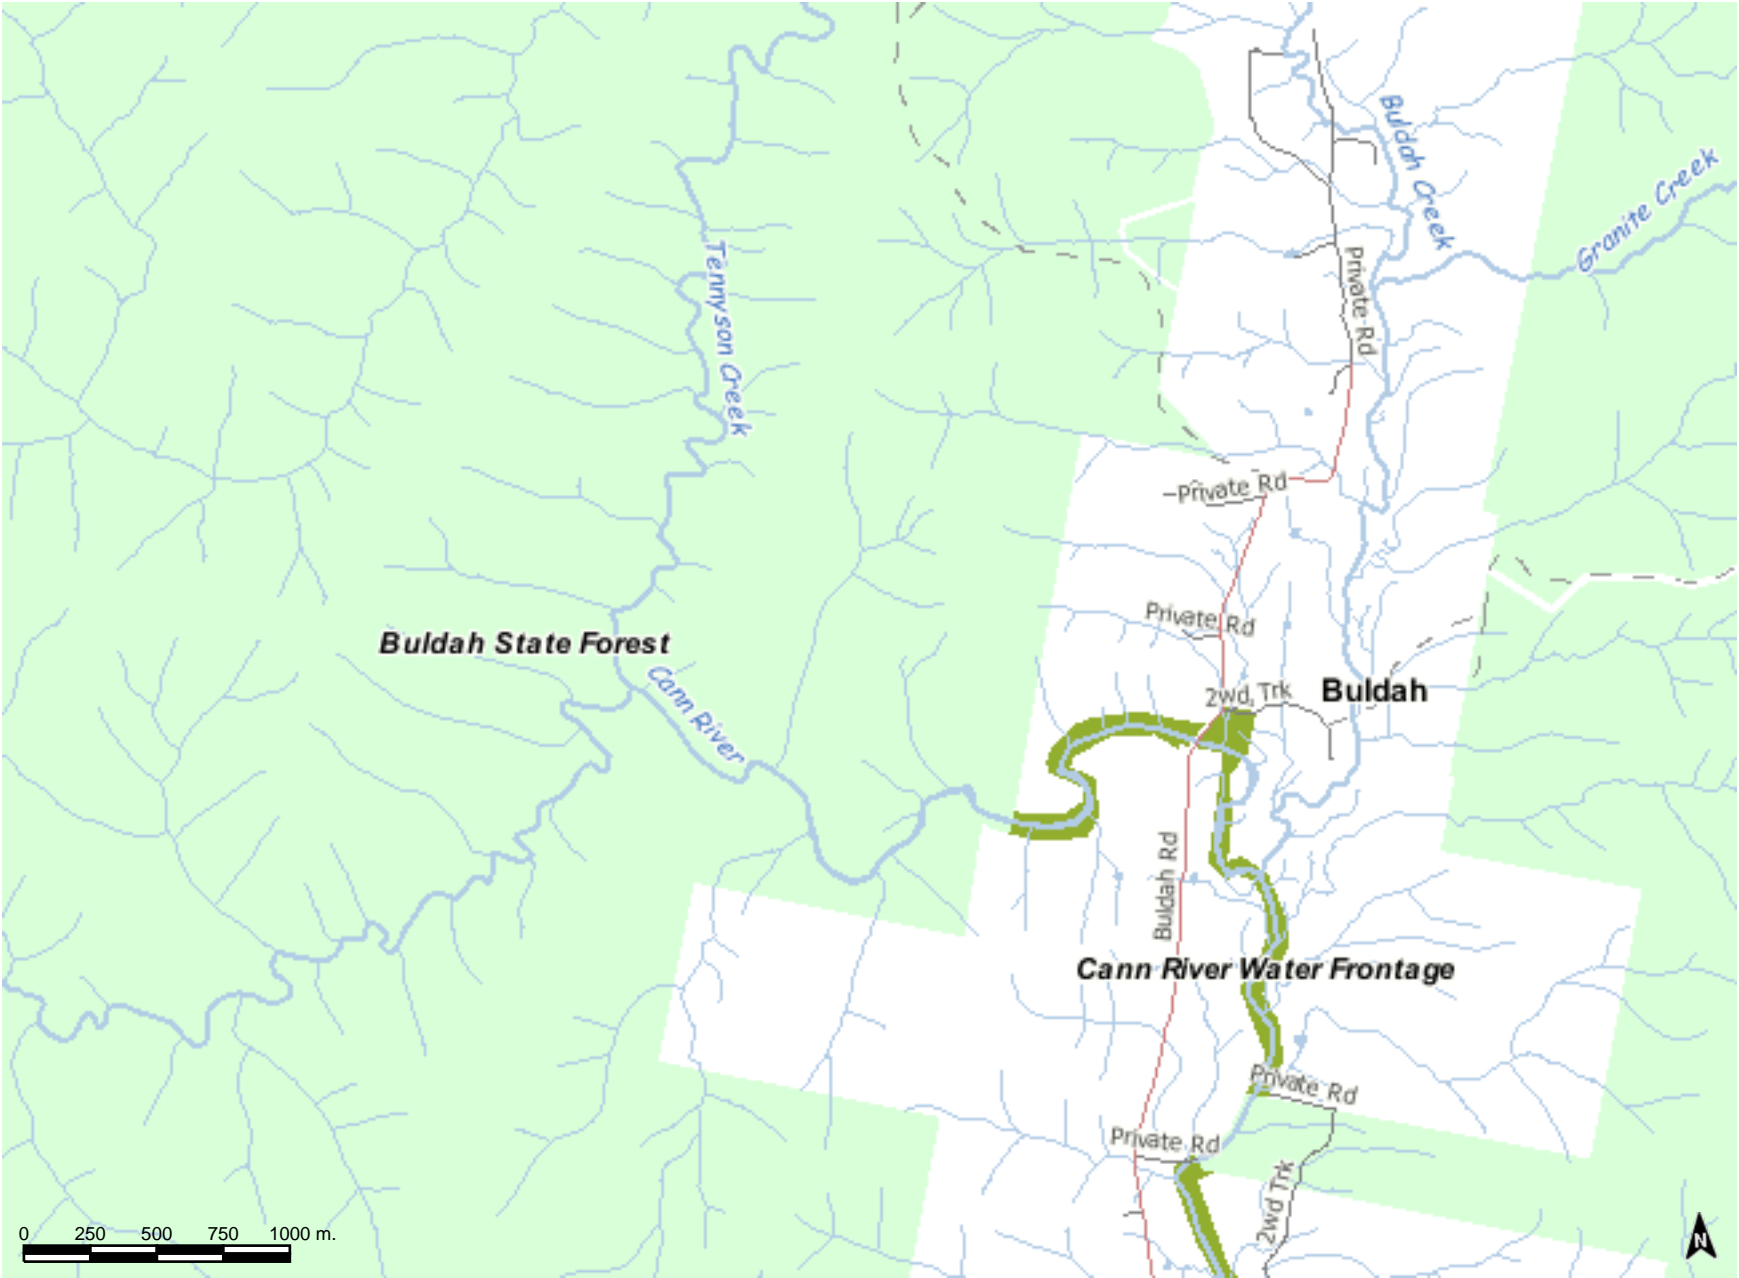 Buldah Creek
Granite Creek
Tennyson Creek
Private Rd
Private Rd
Private Rd
Buldah State Forest
Cann River
2wd Trk
Buldah
Buldah Rd
Cann River Water Frontage
Private Rd
Private Rd
2wd Trk
0 250 500 750 1000 m.
N